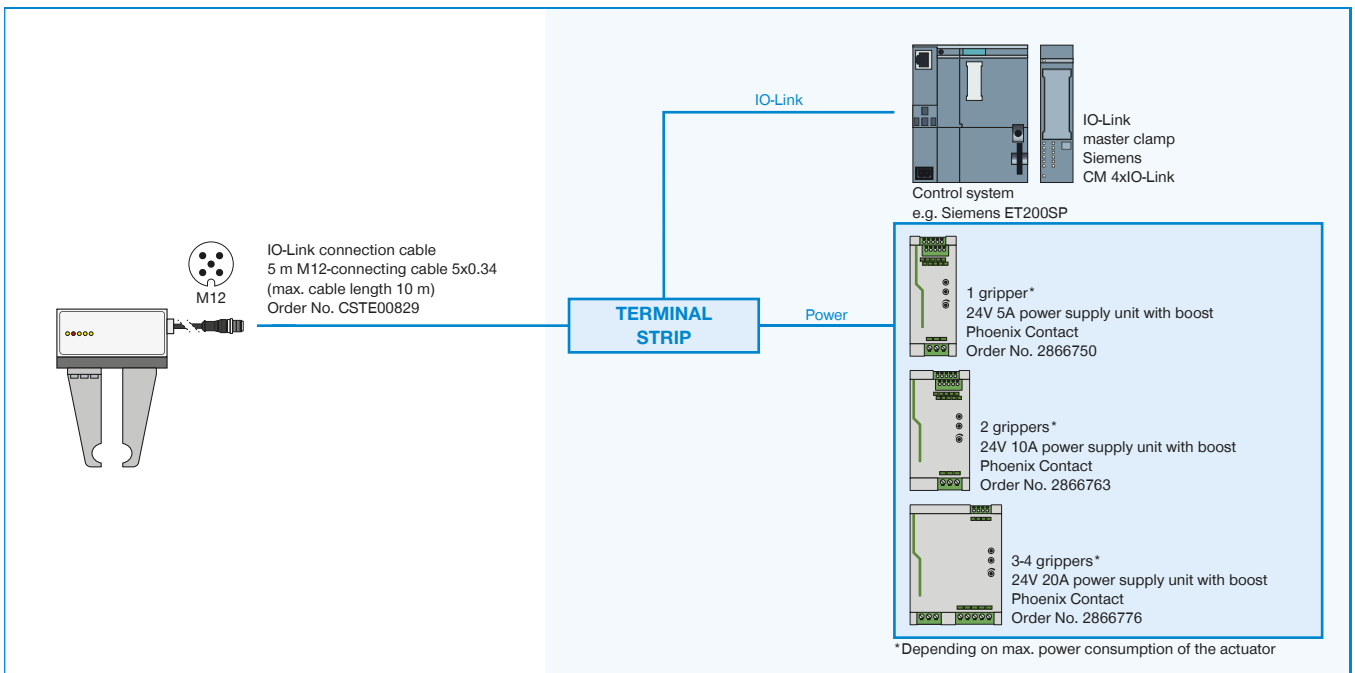 IO-Link
IO-Link
master clamp
Siemens
CM 4xIO-Link
Control system
e.g. Siemens ET200SP
M12
IO-Link connection cable
5 m M12-connecting cable 5x0.34
(max. cable length 10 m)
Order No. CSTE00829
TERMINAL
STRIP
Power
1 gripper*
24V 5A power supply unit with boost
Phoenix Contact
Order No. 2866750
2 grippers*
24V 10A power supply unit with boost
Phoenix Contact
Order No. 2866763
3-4 grippers*
24V 20A power supply unit with boost
Phoenix Contact
Order No. 2866776
*Depending on max. power consumption of the actuator